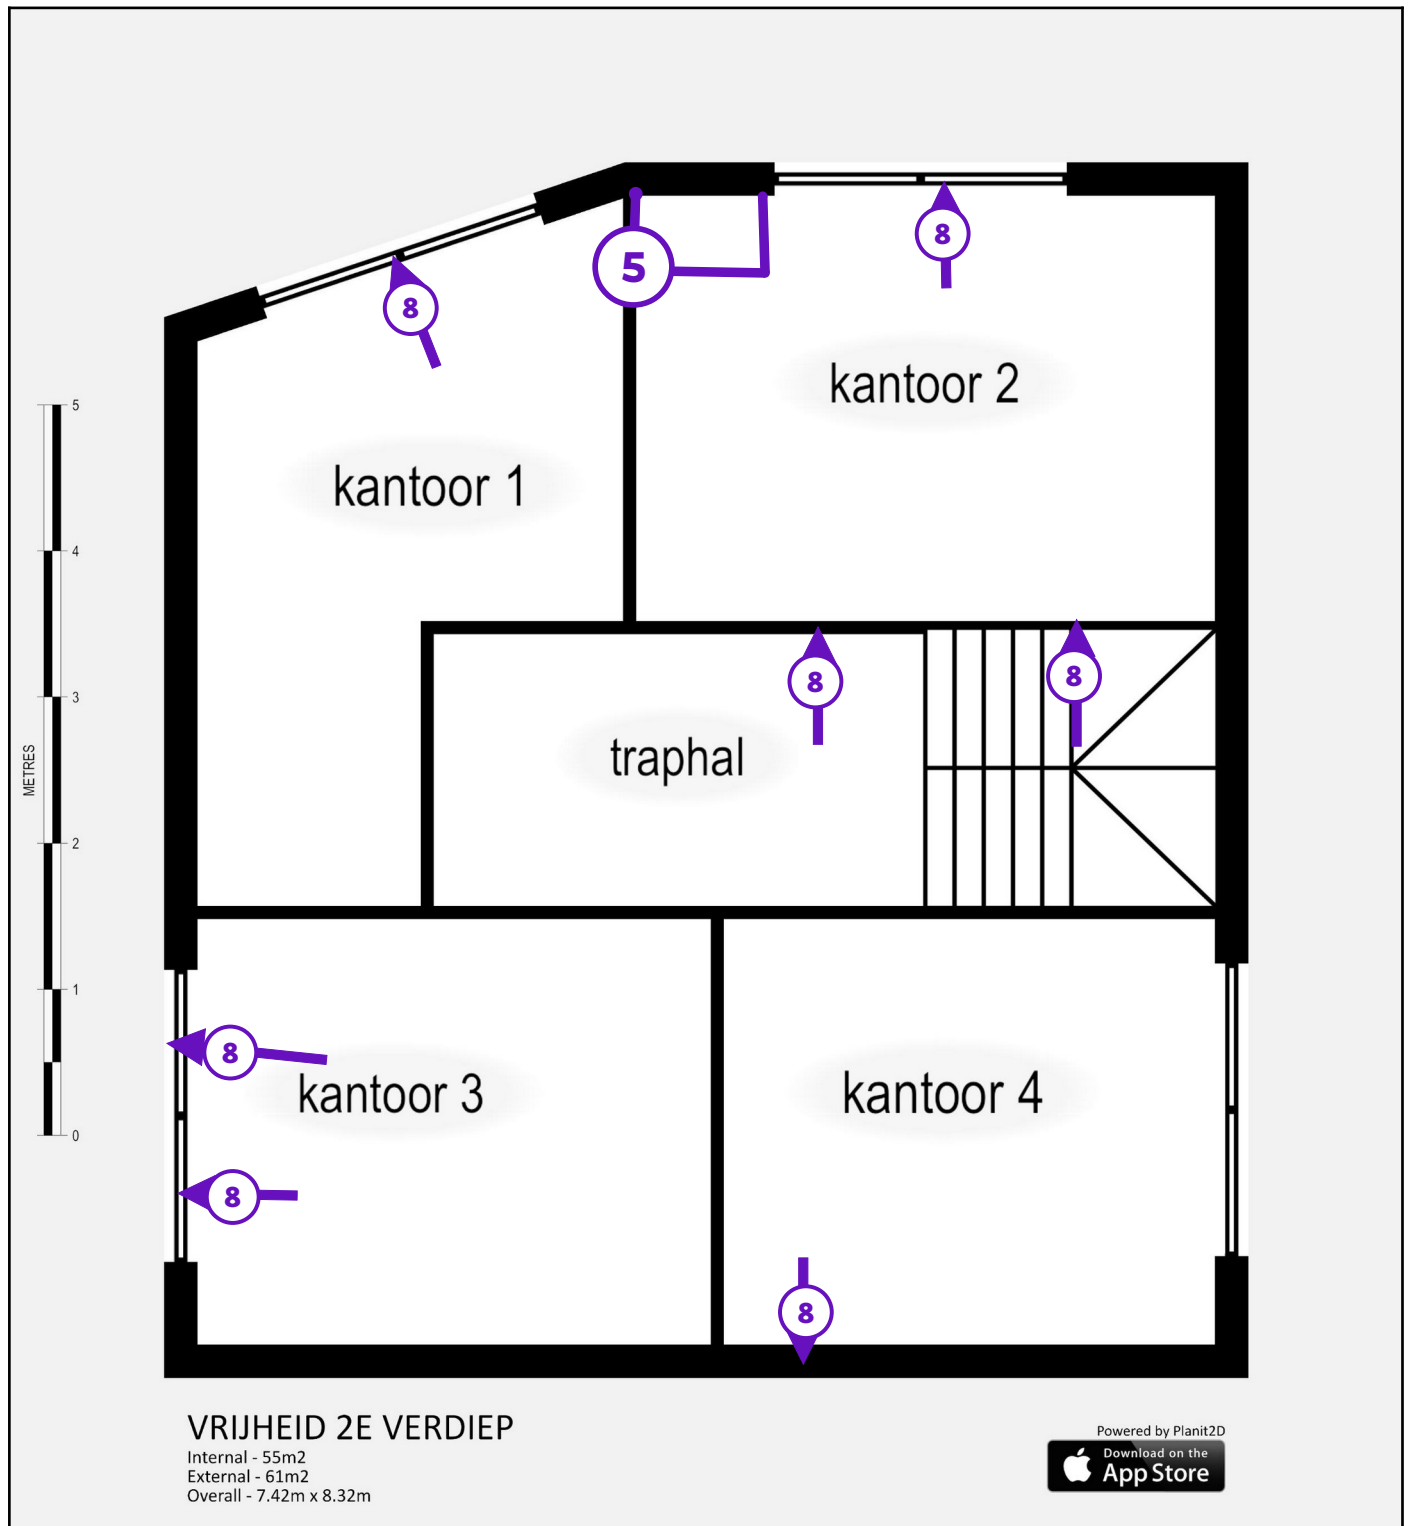 5
8
8
kantoor 2
kantoor 1
5
4
3
2
1
0
METRES
8
8
traphal
8
kantoor 3
kantoor 4
8
8
VRIJHEID 2E VERDIEP
Internal - 55m2
External - 61m2
Overall - 7.42m x 8.32m
Powered by Planit2D
Download on the
App Store